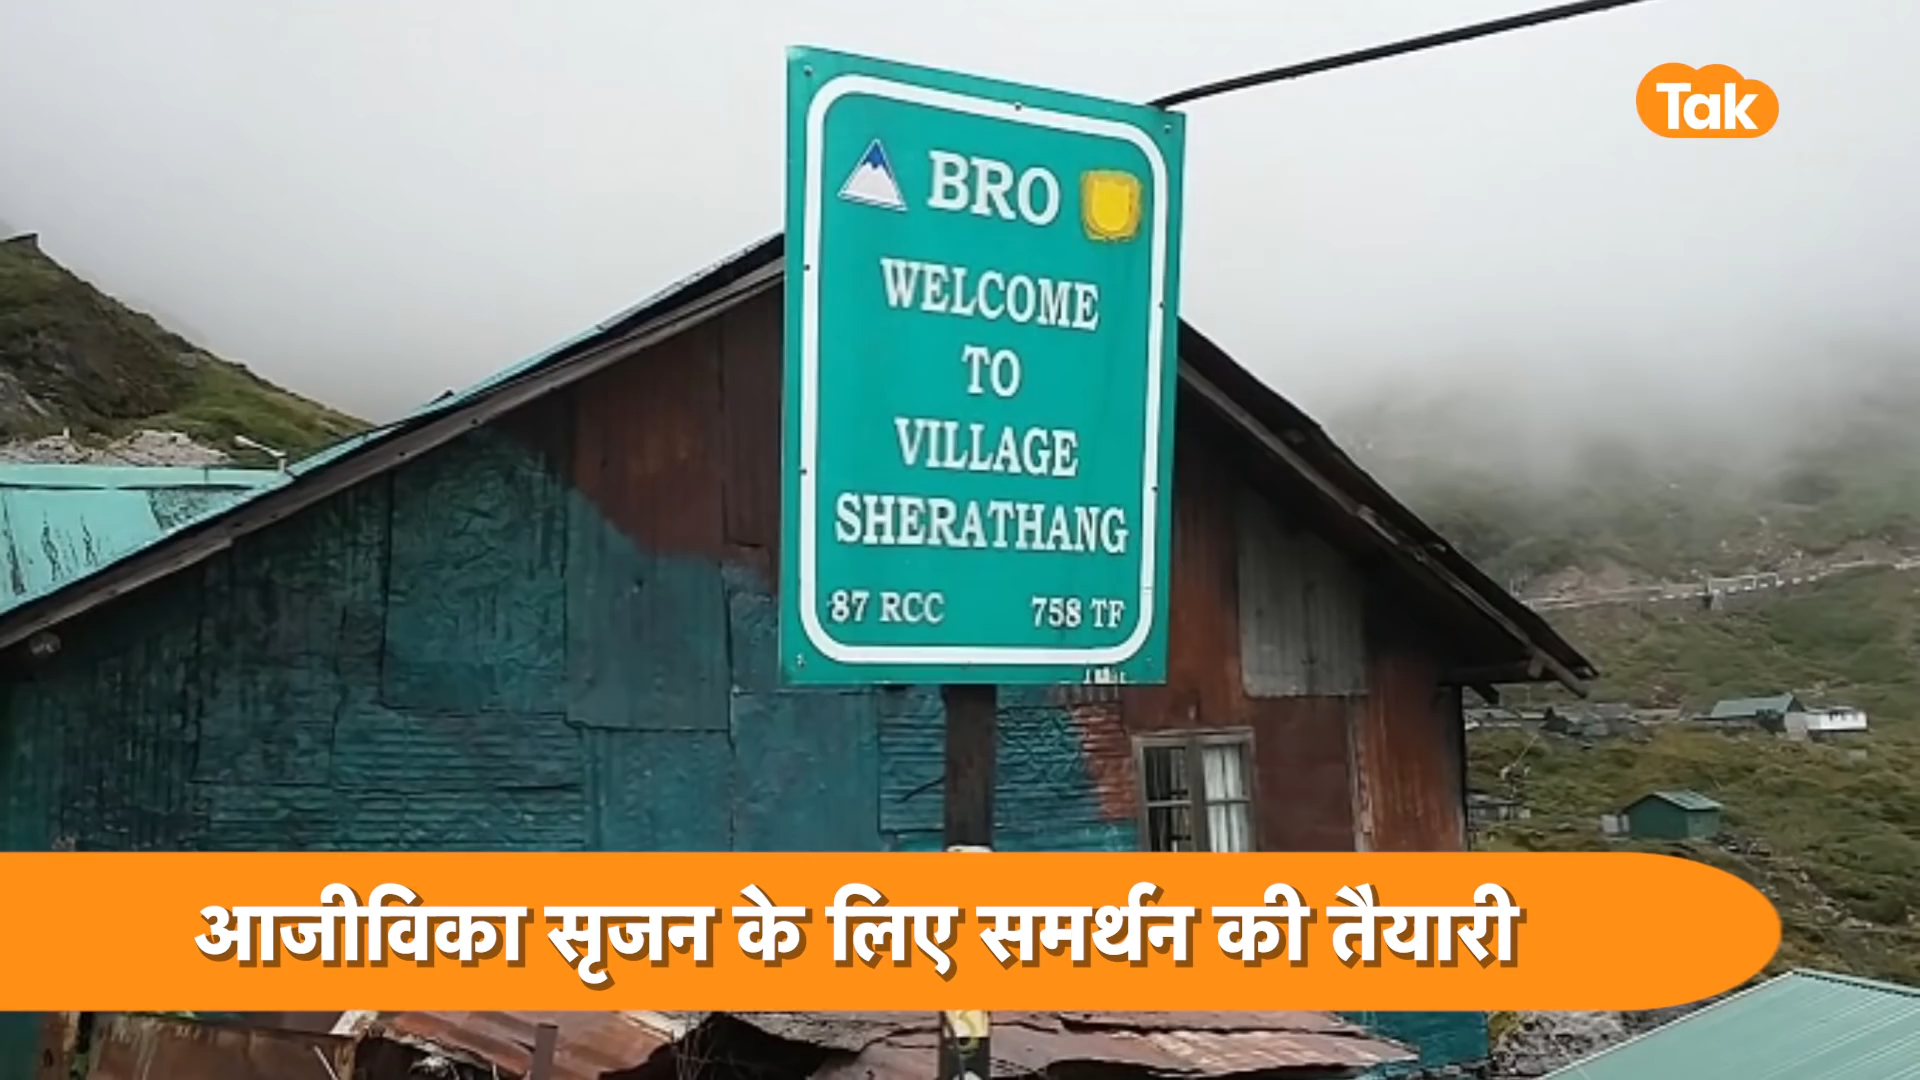 Tak
BRO
WELCOME
TO
VILLAGE
SHERATHANG
87 RCC 758 TF
आजीविका सृजन के लिए समर्थन की तैयारी